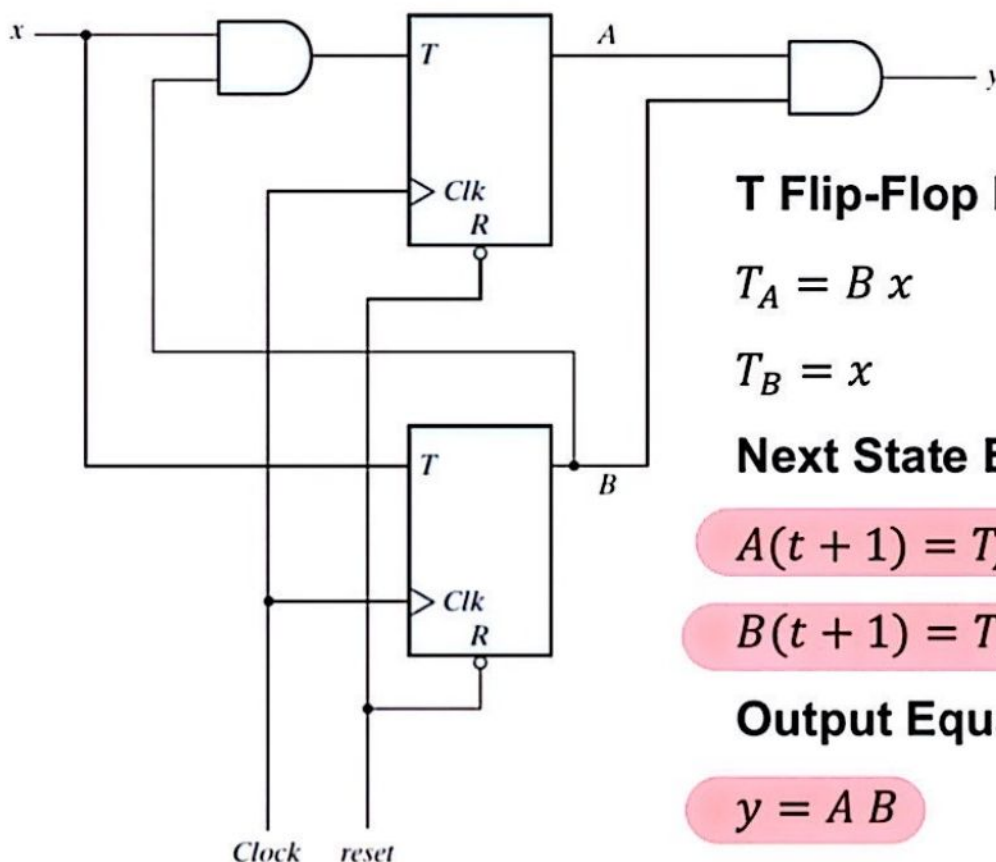 x
T
A
y
Clk
R
T Flip-Flop
T_A = B x
T_B = x
T
B
Next State
Clk
R
A(t + 1) = T
B(t + 1) = T
Output Equ
y = A B
Clock reset